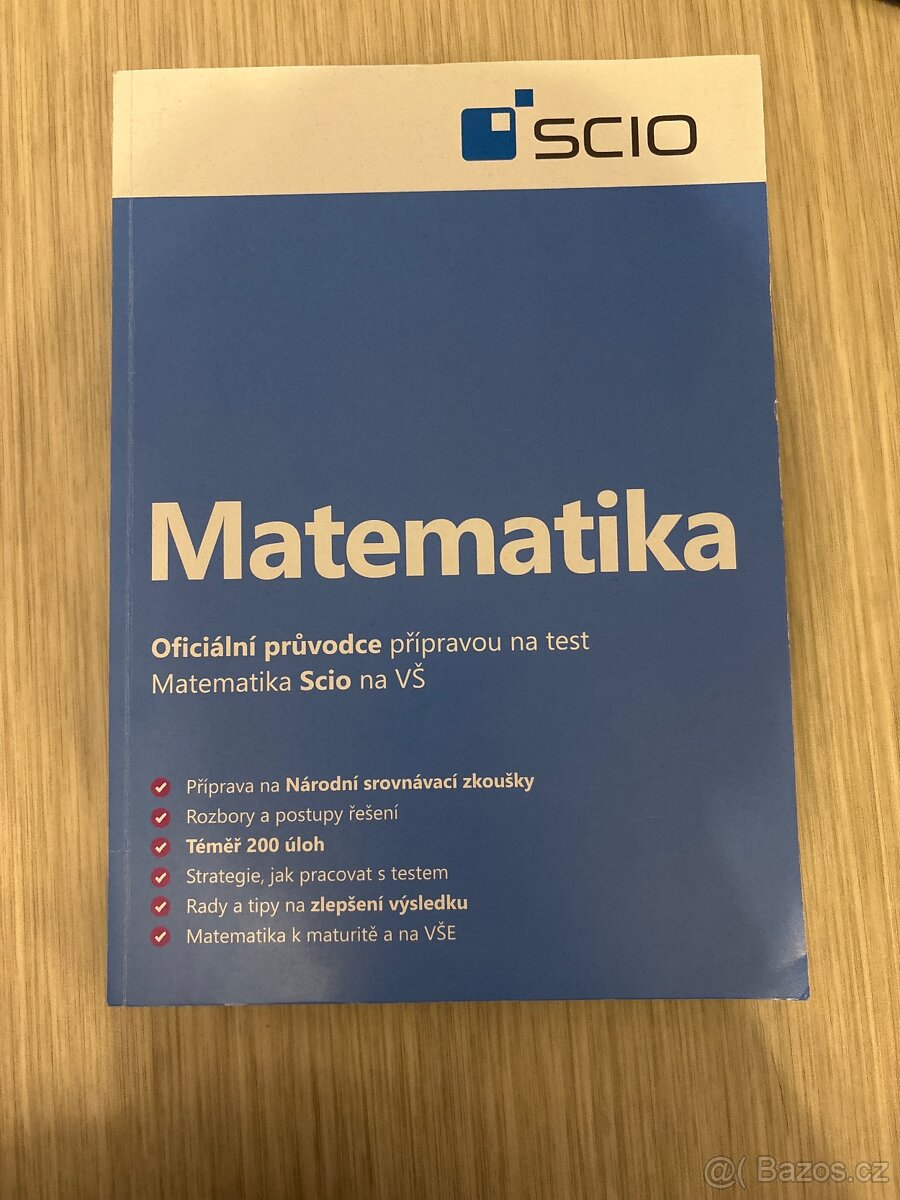 SCIO
Matematika
Oficiální průvodce přípravou na test
Matematika Scio na VŠ
Příprava na Národní srovnávací zkoušky
Rozbory a postupy řešení
Téměř 200 úloh
Strategie, jak pracovat s testem
Rady a tipy na zlepšení výsledku
Matematika k maturitě a na VŠE
@( Bazos.cz